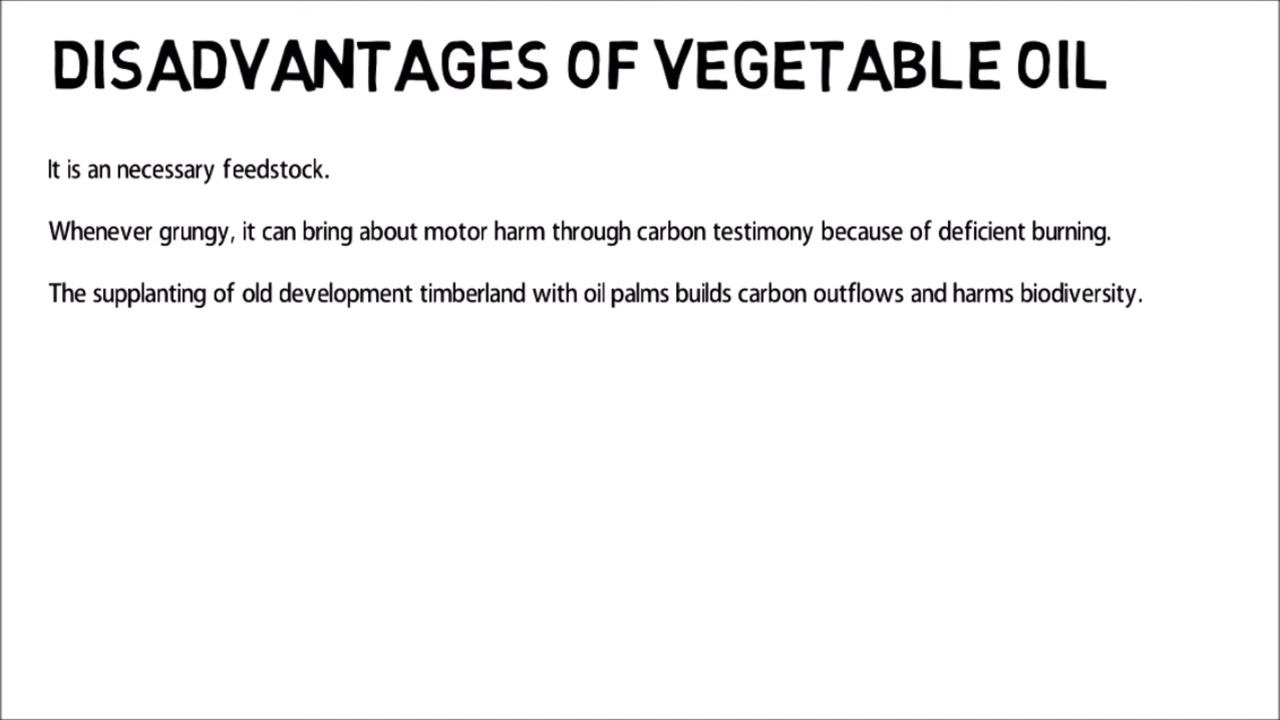 DISADVANTAGES OF VEGETABLE OIL
It is an necessary feedstock.
Whenever grungy, it can bring about motor harm through carbon testimony because of deficient burning.
The supplanting of old development timberland with oil palms builds carbon outflows and harms biodiversity.